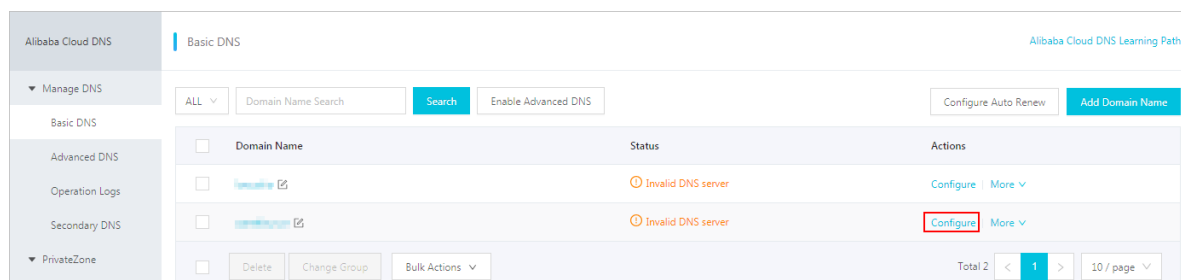 Alibaba Cloud DNS
Basic DNS
Alibaba Cloud DNS Learning Path
Manage DNS
ALL
Domain Name Search
Search
Enable Advanced DNS
Configure Auto Renew
Add Domain Name
Basic DNS
Domain Name
Status
Actions
Advanced DNS
Operation Logs
Invalid DNS server
Configure
More
Secondary DNS
Invalid DNS server
Configure
More
PrivateZone
Delete
Change Group
Bulk Actions
Total 2
<
1
>
10 / page